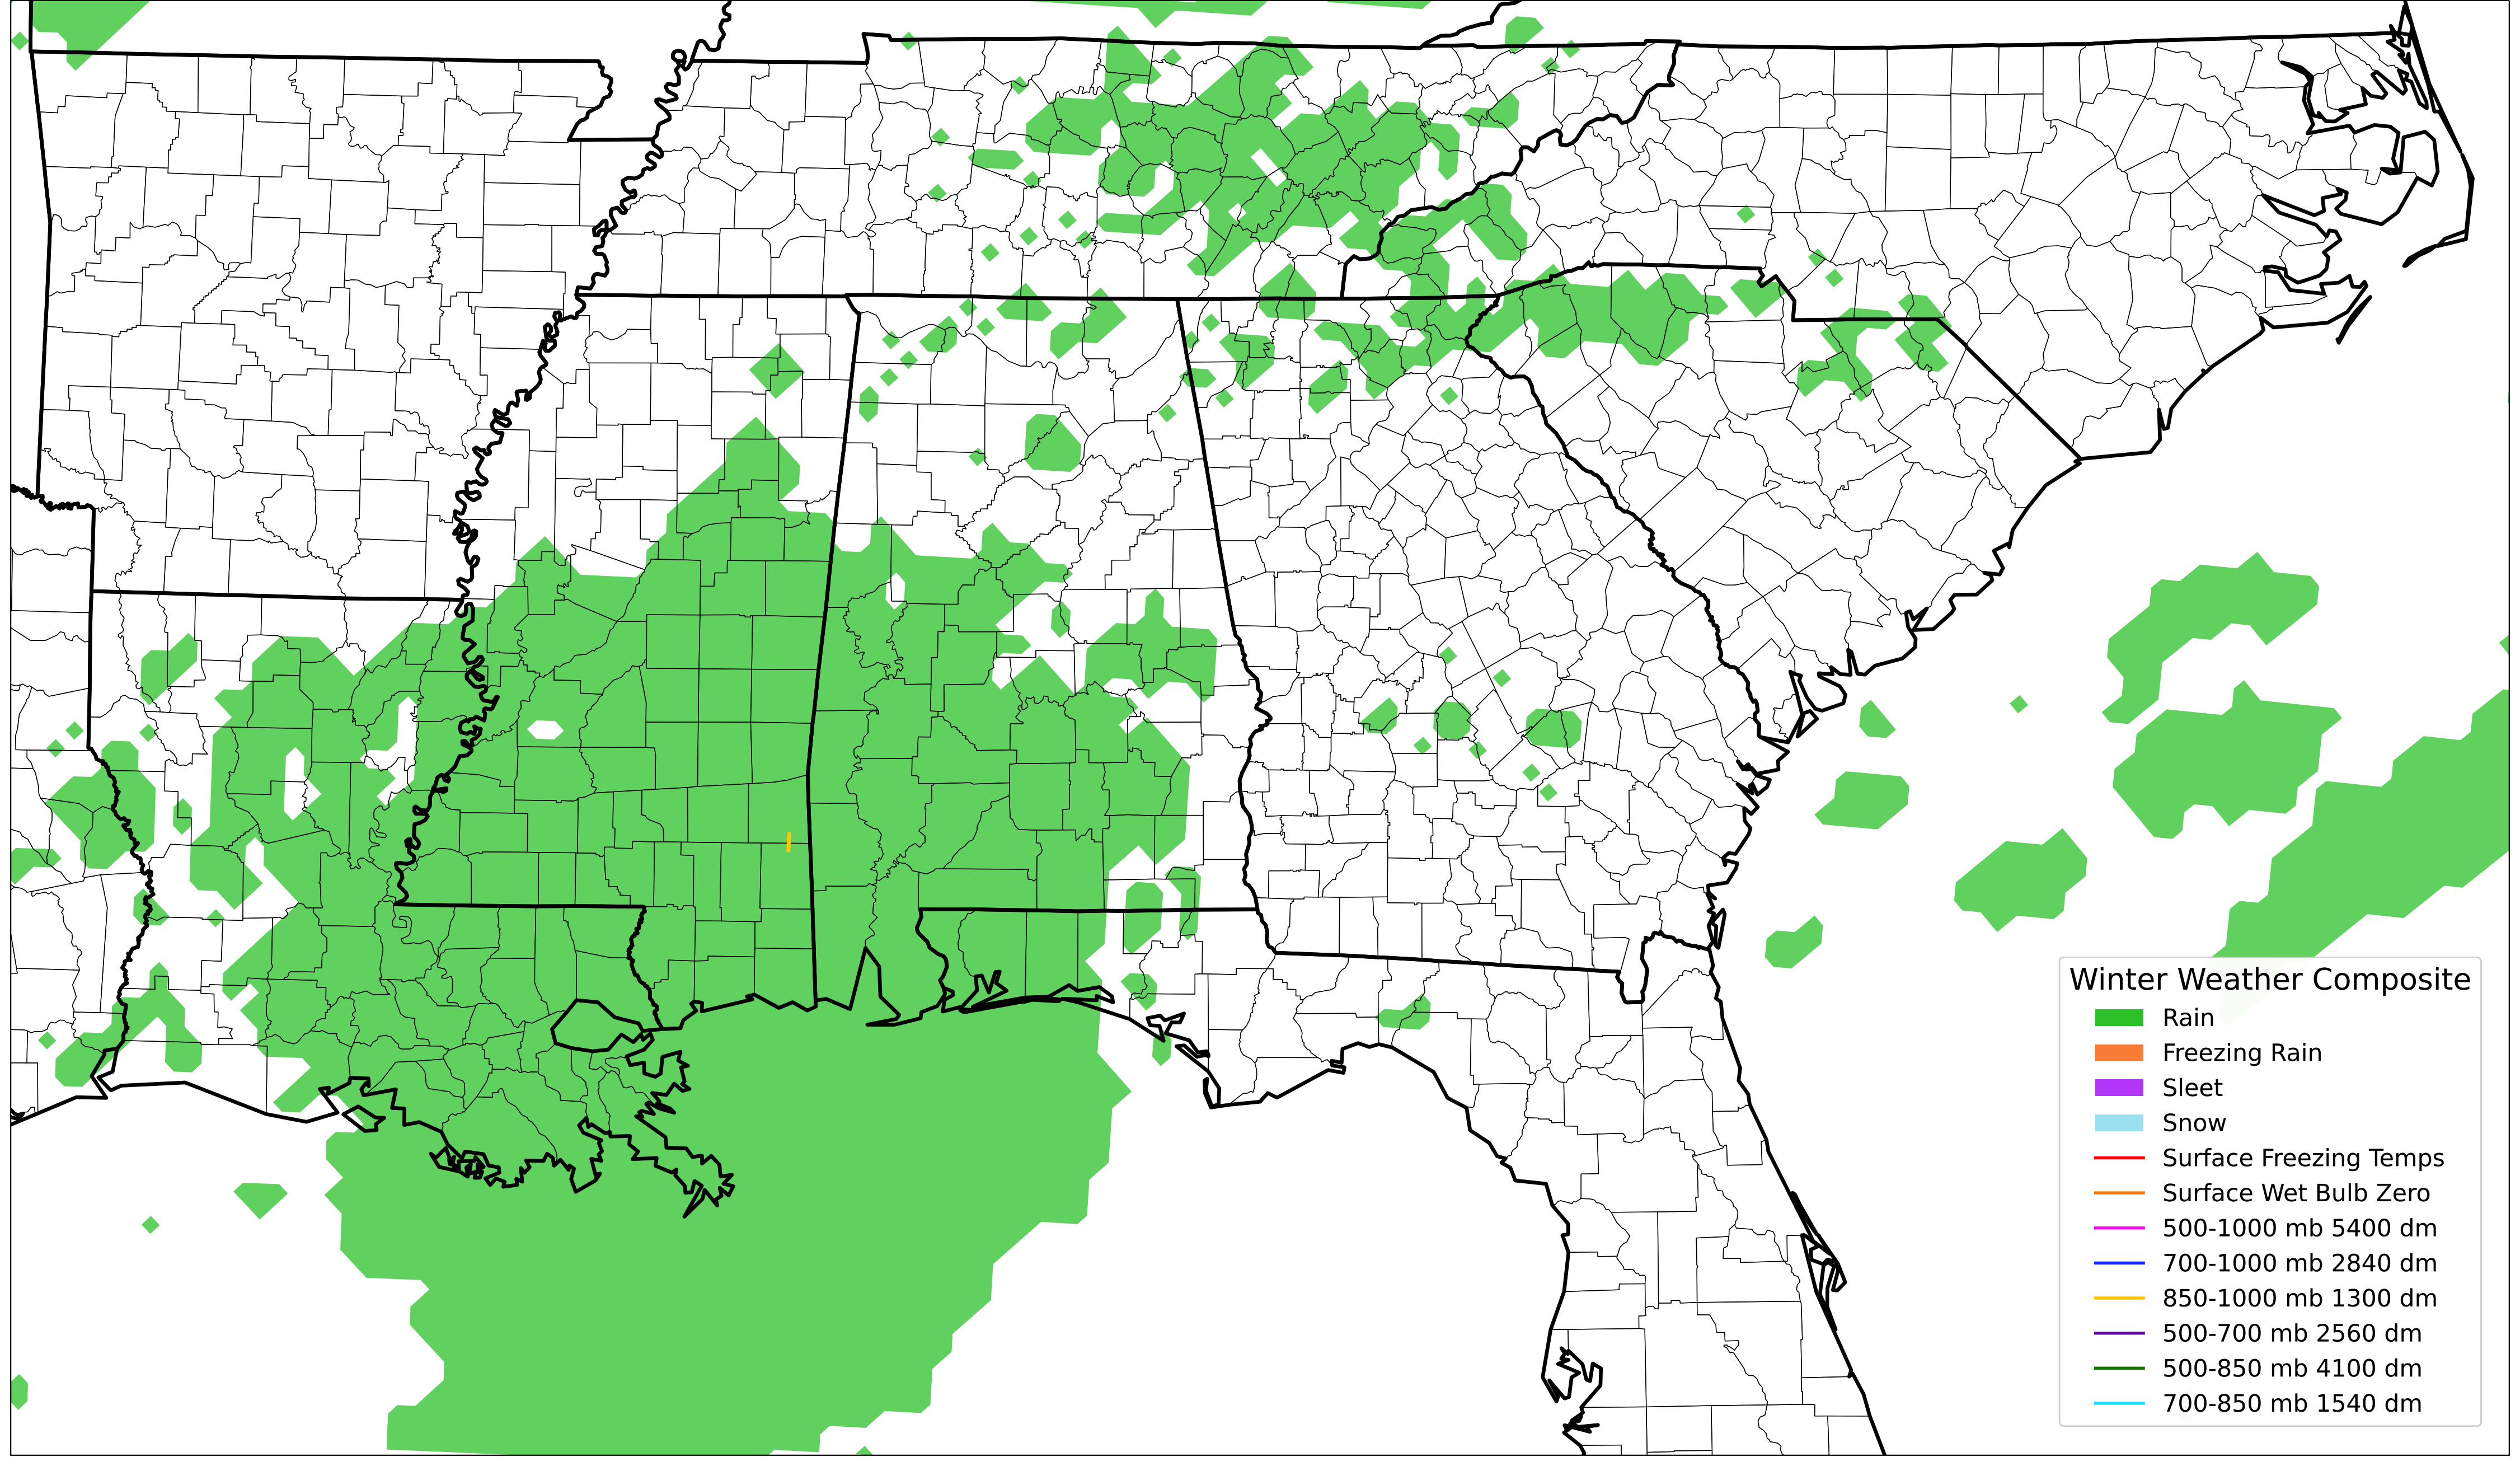 Winter Weather Composite
Rain
Freezing Rain
Sleet
Snow
Surface Freezing Temps
Surface Wet Bulb Zero
500-1000 mb 5400 dm
700-1000 mb 2840 dm
850-1000 mb 1300 dm
500-700 mb 2560 dm
500-850 mb 4100 dm
700-850 mb 1540 dm